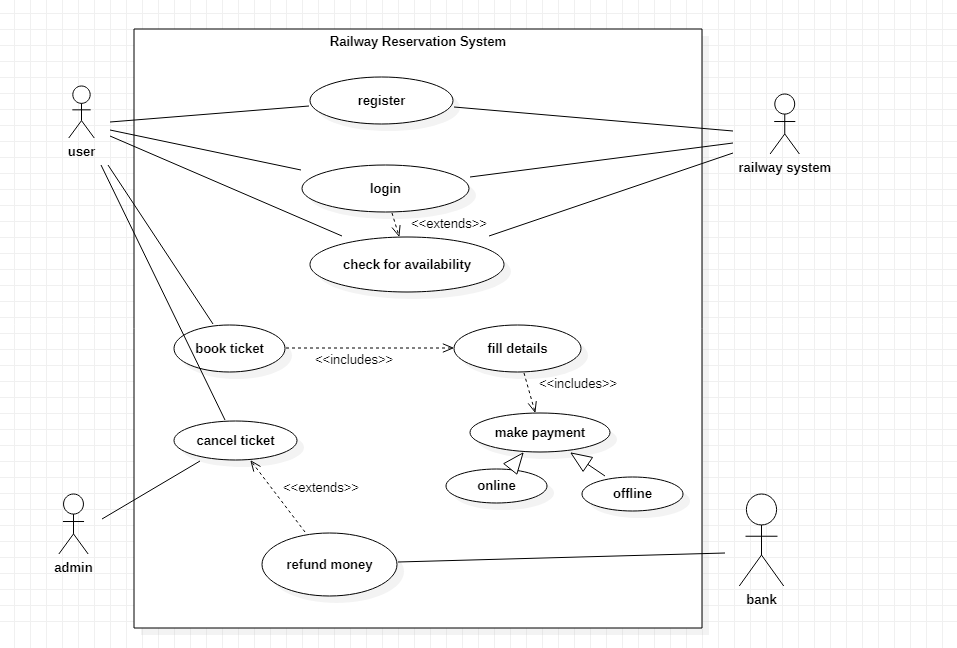 Railway Reservation System
register
user
railway system
login
<<extends>>
check for availability
book ticket
<<includes>>
fill details
<<includes>>
make payment
cancel ticket
online
offline
<<extends>>
admin
refund money
bank